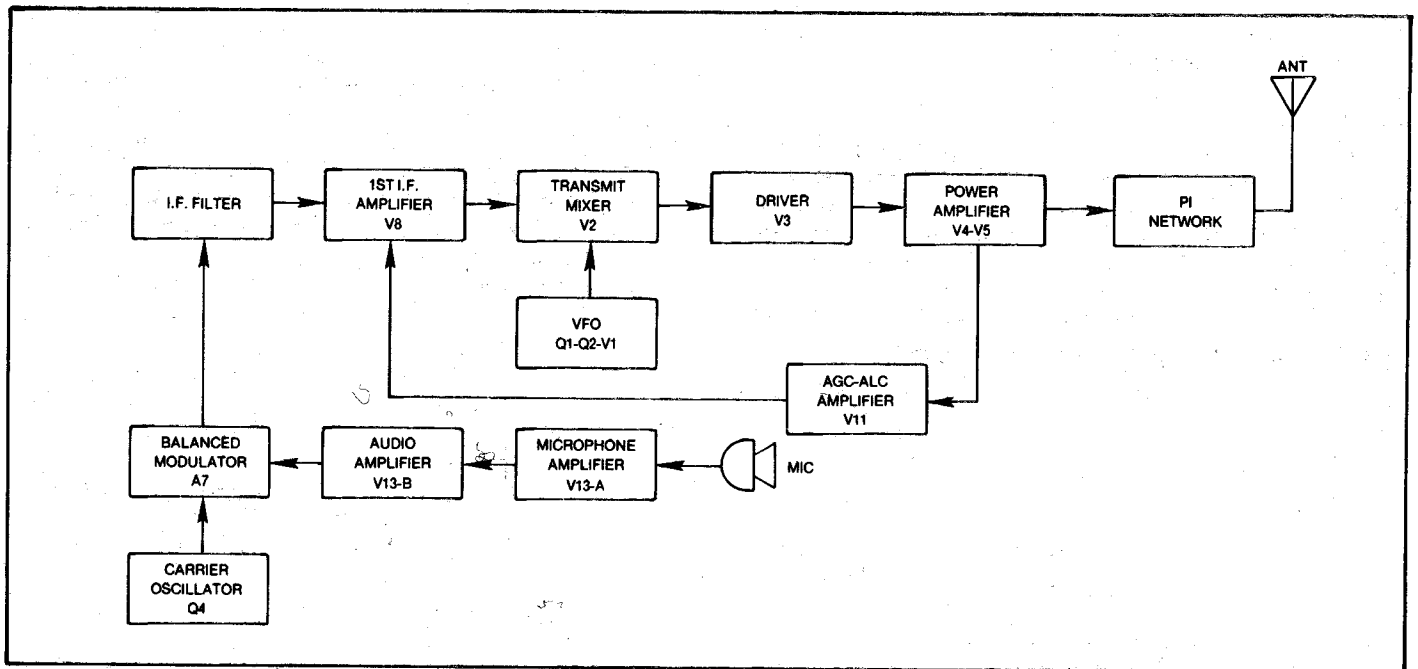 ANT
I.F. FILTER
1ST I.F.
AMPLIFIER
V8
TRANSMIT
MIXER
V2
DRIVER
V3
POWER
AMPLIFIER
V4-V5
PI
NETWORK
VFO
Q1-Q2-V1
AGC-ALC
AMPLIFIER
V11
BALANCED
MODULATOR
A7
AUDIO
AMPLIFIER
V13-B
MICROPHONE
AMPLIFIER
V13-A
MIC
CARRIER
OSCILLATOR
Q4